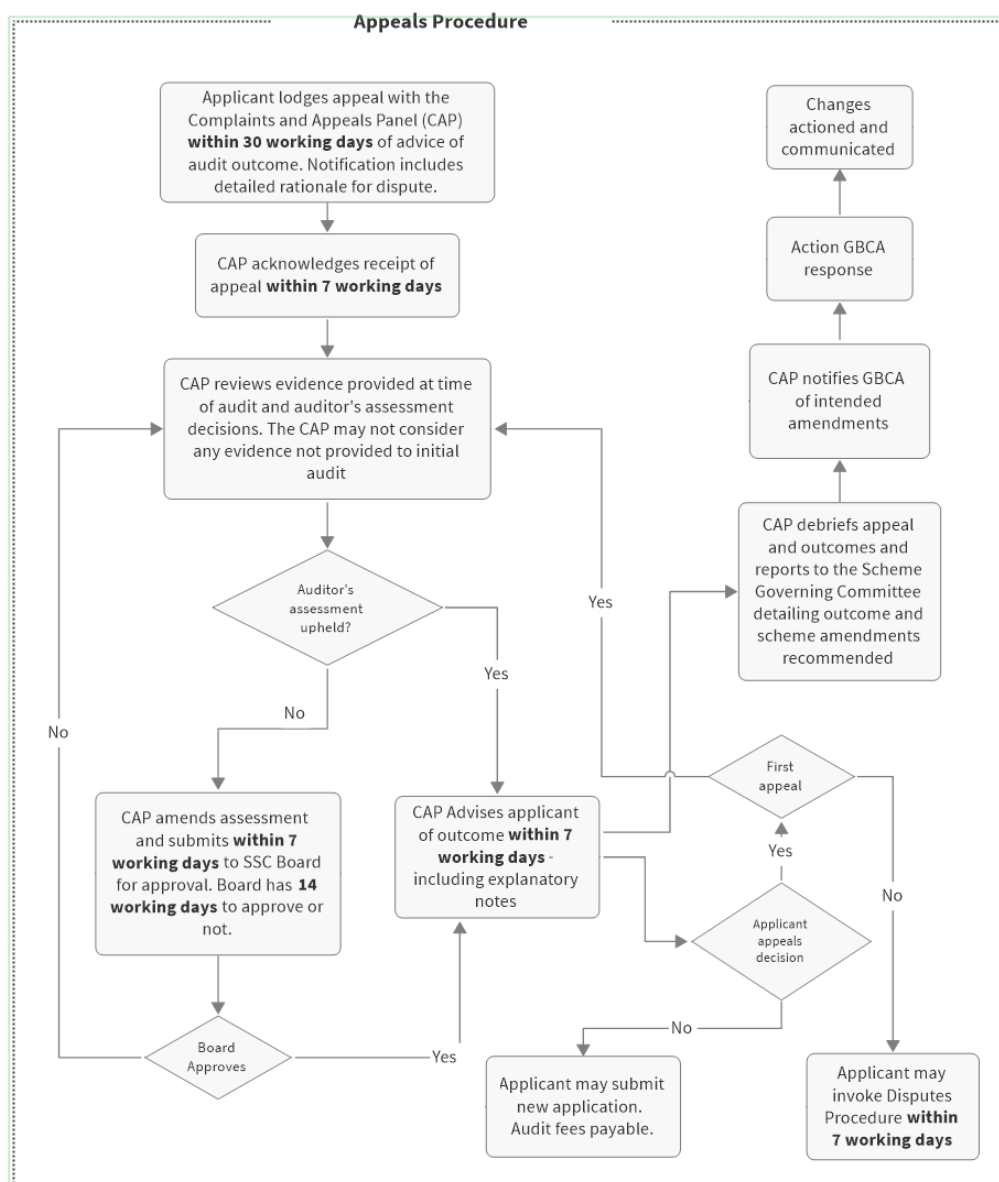 Appeals Procedure
Applicant lodges appeal with the
Complaints and Appeals Panel (CAP)
within 30 working days of advice of
audit outcome. Notification includes
detailed rationale for dispute.
CAP acknowledges receipt of
appeal within 7 working days
CAP reviews evidence provided at time
of audit and auditor's assessment
decisions. The CAP may not consider
any evidence not provided to initial
audit
Auditor's
assessment
upheld?
No
Yes
No
CAP amends assessment
and submits within 7
working days to SSC Board
for approval. Board has 14
working days to approve or
not.
Board
Approves
Yes
CAP Advises applicant
of outcome within 7
working days -
including explanatory
notes
Changes
actioned and
communicated
Action GBCA
response
CAP notifies GBCA
of intended
amendments
CAP debriefs appeal
and outcomes and
reports to the Scheme
Governing Committee
detailing outcome and
scheme amendments
recommended
Yes
First
appeal
Yes
No
Applicant
appeals
decision
No
Applicant may submit
new application.
Audit fees payable.
Applicant may
invoke Disputes
Procedure within
7 working days